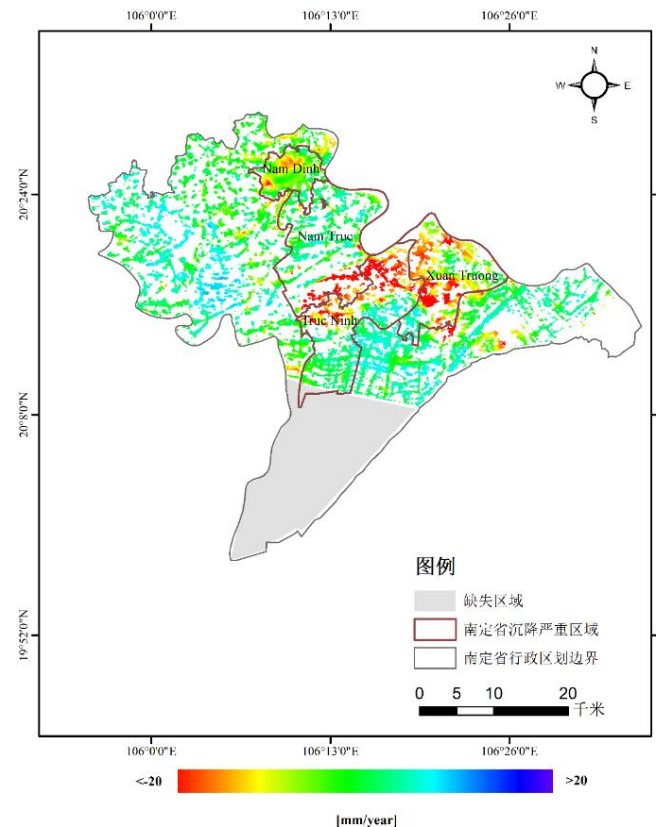 106°0'0"E 106°13'0"E 106°26'0"E
N
W E
S
20°24'0"N
20°8'0"N
19°52'0"N
Nam Dinh
Nam Truc
Xuan Truong
Truc Ninh
图例
缺失区域
南定省沉降严重区域
南定省行政区划边界
0 5 10 20
千米
106°0'0"E 106°13'0"E 106°26'0"E
<-20 >20
[mm/year]